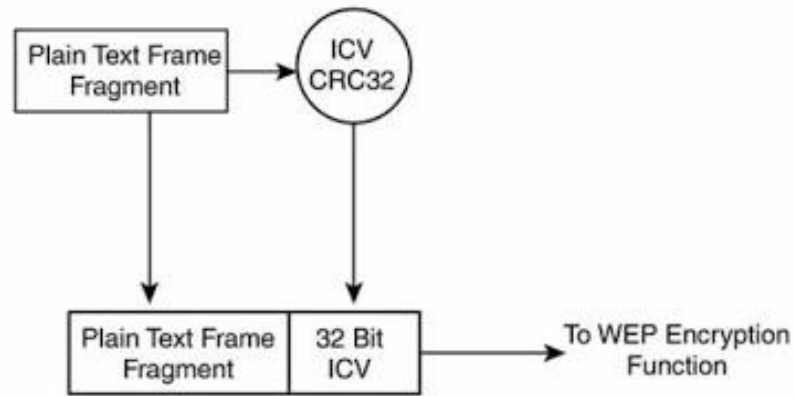 Plain Text Frame
Fragment
ICV
CRC32
Plain Text Frame
Fragment
32 Bit
ICV
To WEP Encryption
Function